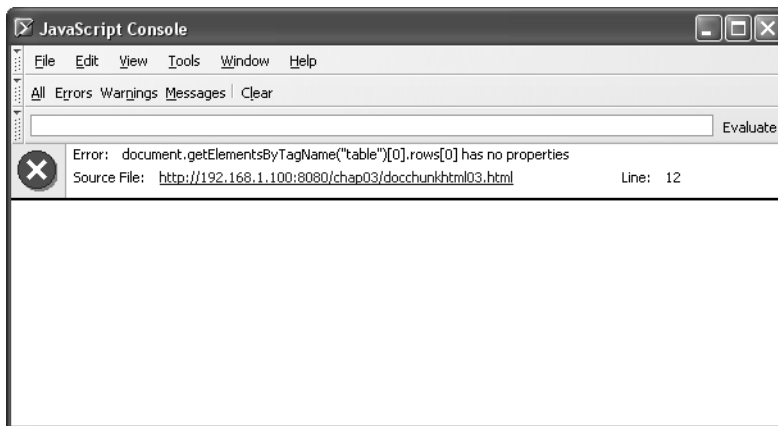 JavaScript Console
File Edit View Tools Window Help
All Errors Warnings Messages Clear
Evaluate
Error: document.getElementsByTagName("table")[0].rows[0] has no properties
Source File: http://192.168.1.100:8080/chap03/docchunkhtml03.html Line: 12